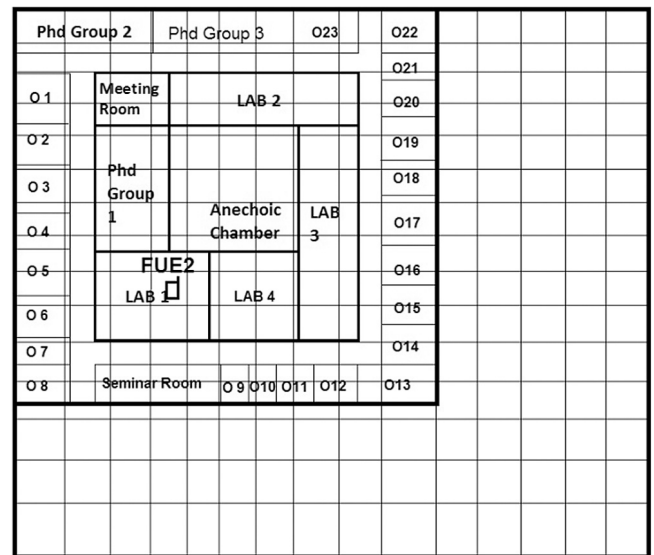 Phd Group 2
Phd Group 3
O23
O22
O21
O 1
Meeting
Room
LAB 2
O20
O 2
O19
O 3
Phd
Group
1
O18
Anechoic
Chamber
LAB
3
O17
O 4
FUE2
O 5
O16
LAB 1
LAB 4
O 6
O15
O 7
O14
O 8
Seminar Room
O 9
O10
O11
O12
O13